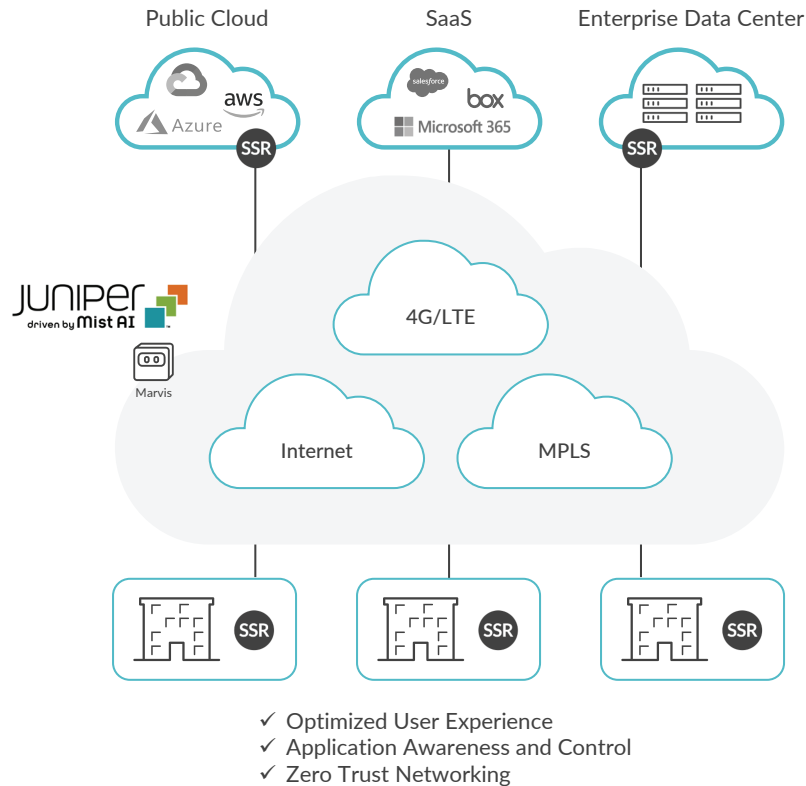 Public Cloud
SaaS
Enterprise Data Center
aws
Azure
SSR
salesforce
box
Microsoft 365
SSR
JUNIPER
driven by Mist AI
Marvis
4G/LTE
Internet
MPLS
SSR
SSR
SSR
✓ Optimized User Experience
✓ Application Awareness and Control
✓ Zero Trust Networking